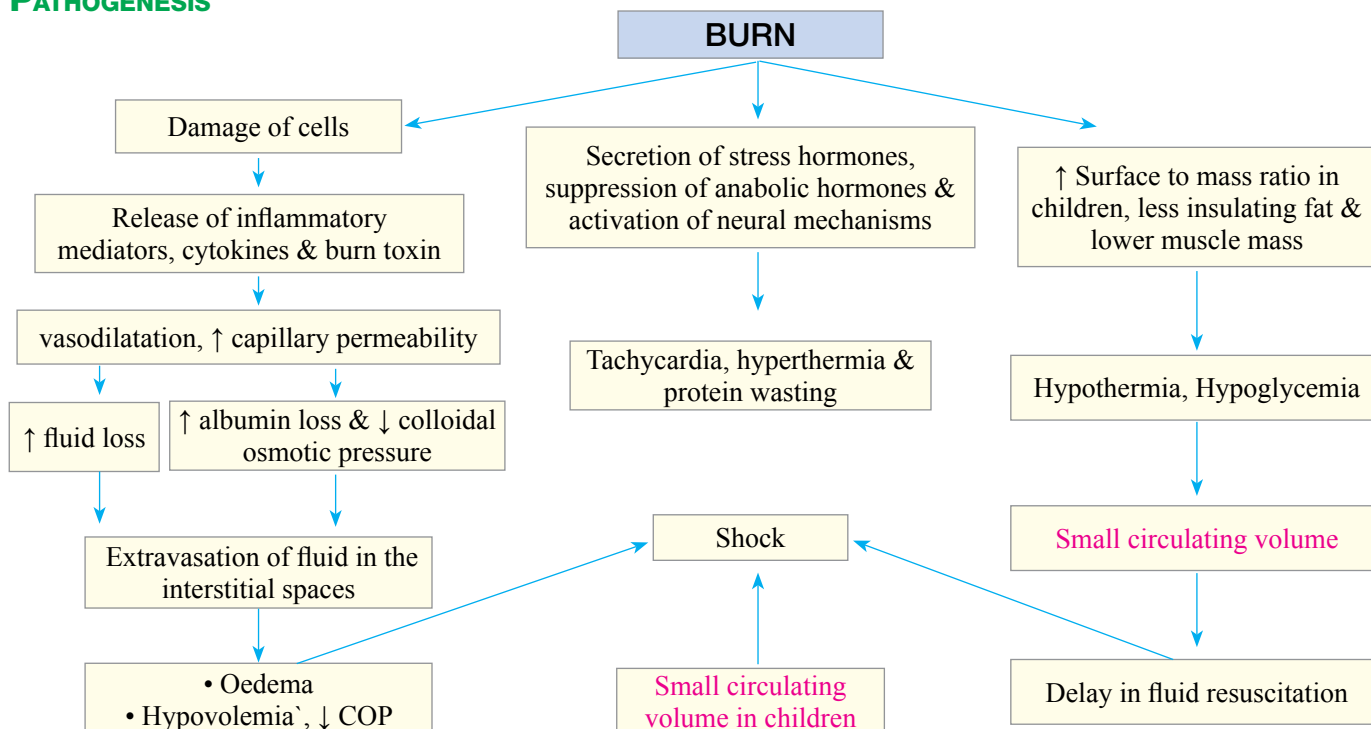 PATHOGENESIS
BURN
Damage of cells
Release of inflammatory
mediators, cytokines & burn toxin
vasodilatation, ↑ capillary permeability
↑ fluid loss
↑ albumin loss & ↓ colloidal
osmotic pressure
Extravasation of fluid in the
interstitial spaces
• Oedema
• Hypovolemia`, ↓ COP
Secretion of stress hormones,
suppression of anabolic hormones &
activation of neural mechanisms
Tachycardia, hyperthermia &
protein wasting
Shock
Small circulating
volume in children
↑ Surface to mass ratio in
children, less insulating fat &
lower muscle mass
Hypothermia, Hypoglycemia
Small circulating volume
Delay in fluid resuscitation